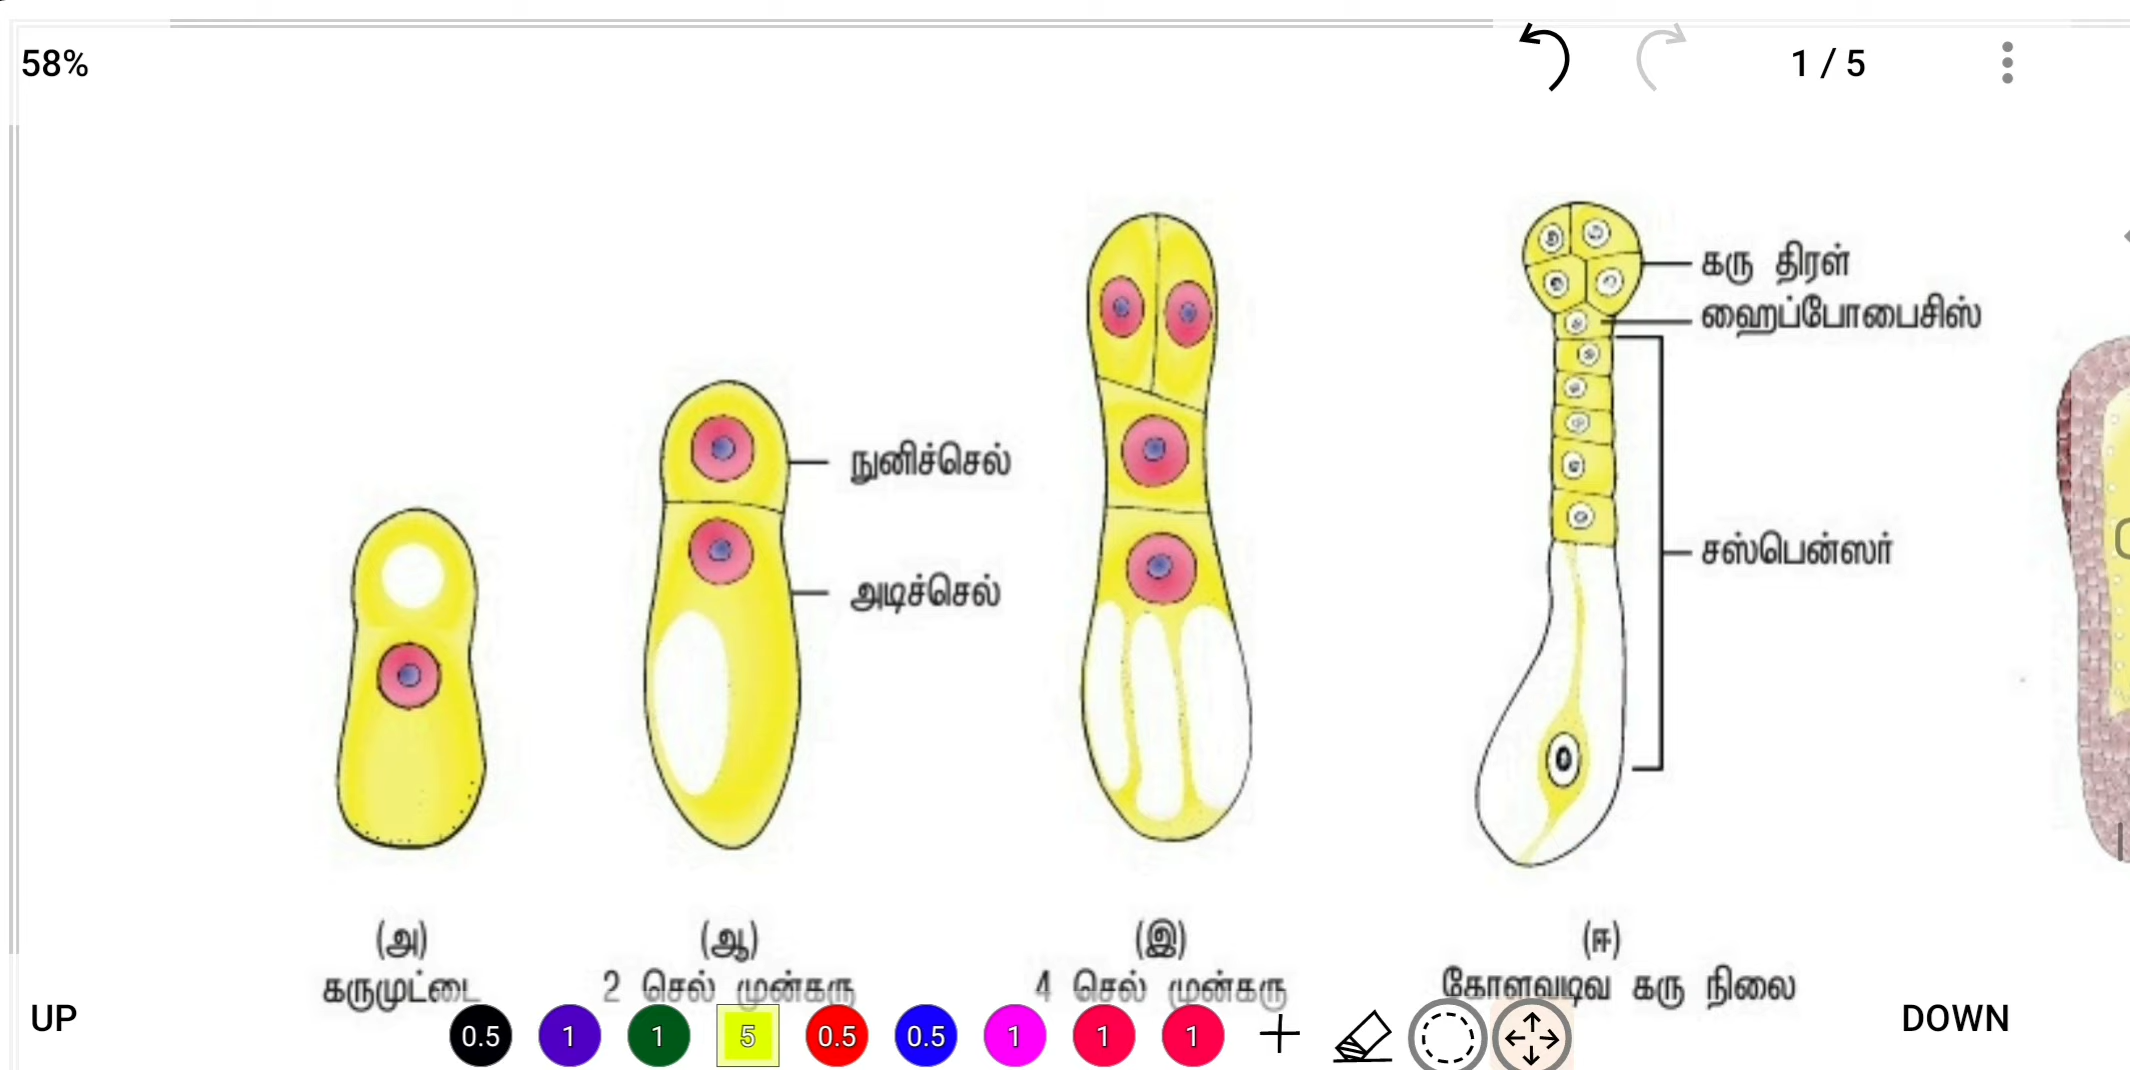 58%
1 / 5
கரு திரள்
ஹைப்போபைசிஸ்
நுனிச்செல்
அடிச்செல்
சஸ்பென்ஸர்
(அ)
(ஆ)
(இ)
(ஈ)
கருமுட்டை
2 செல் முன்கரு
4 செல் முன்கரு
கோளவடிவ கரு நிலை
UP
DOWN
0.5 1 1 5 0.5 0.5 1 1 1